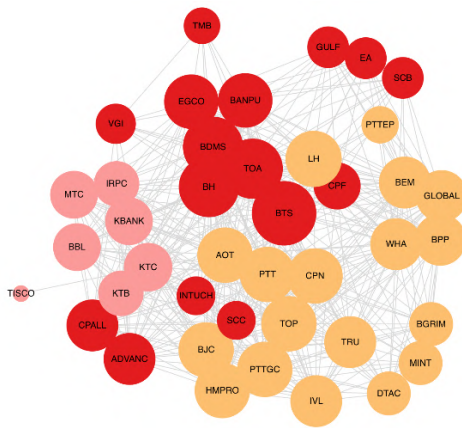 TMB
GULF
EA
SCB
EGCO
BANPU
VGI
PTTEP
BDMS
LH
TOA
BH
CPF
IRPC
MTC
BEM
GLOBAL
KBANK
BTS
BBL
WHA
BPP
AOT
PTT
CPN
KTC
TISCO
KTB
INTUCH
CPALL
SCC
TOP
BGRIM
ADVANC
BJC
TRU
PTTGC
MINT
HMPRO
IVL
DTAC